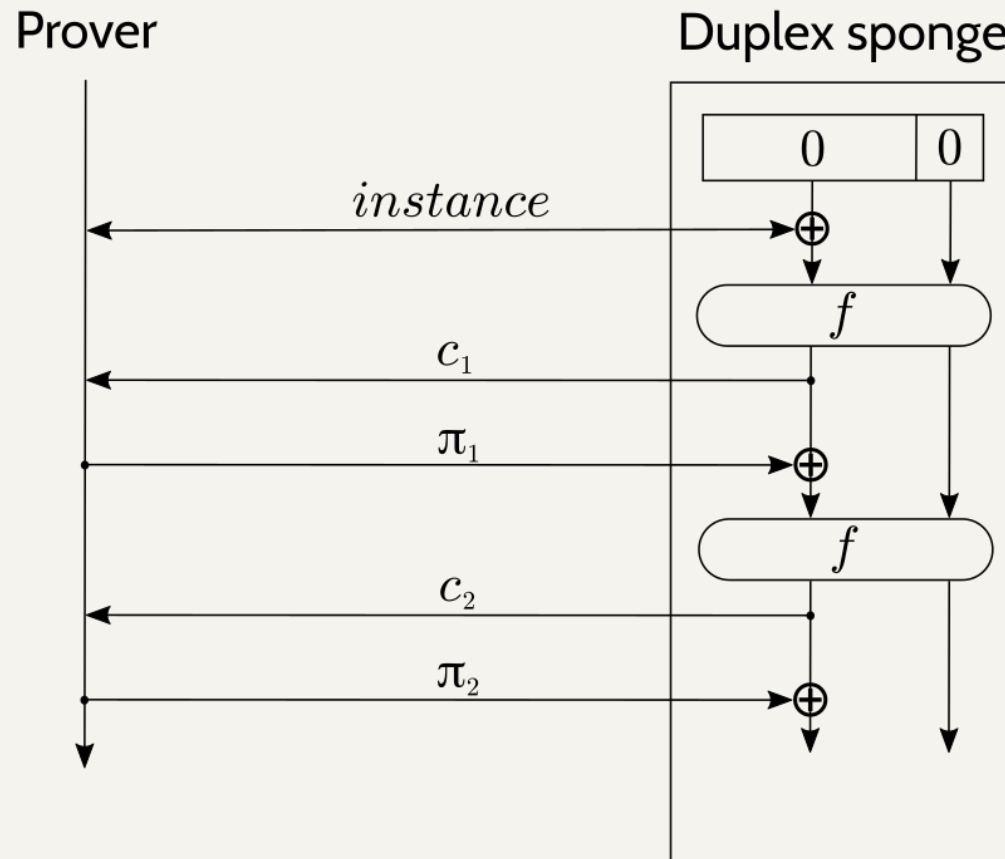 Prover
Duplex sponge
0 0
instance
f
c₁
π₁
f
c₂
π₂